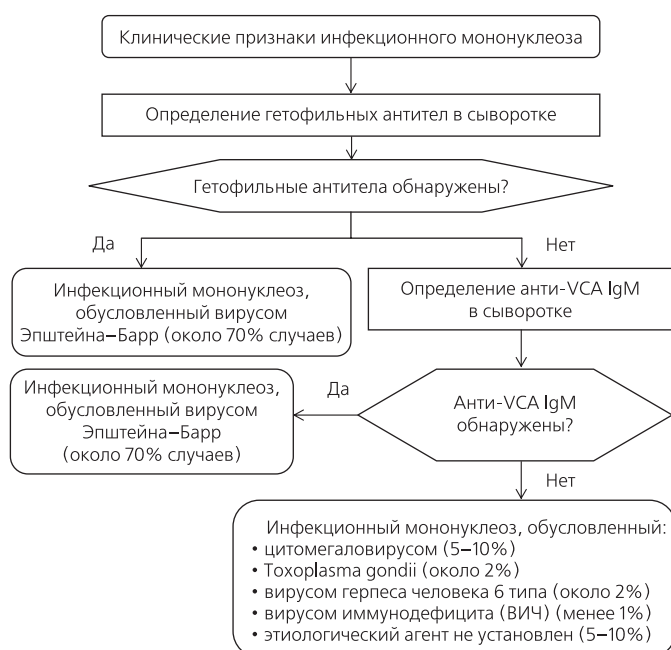 Клинические признаки инфекционного мононуклеоза
Определение гетофильных антител в сыворотке
Гетофильные антитела обнаружены?
Да
Нет
Инфекционный мононуклеоз,
обусловленный вирусом
Эпштейна–Барр (около 70% случаев)
Определение анти-VCA IgM
в сыворотке
Инфекционный мононуклеоз,
обусловленный вирусом
Эпштейна–Барр
(около 70% случаев)
Да
Анти-VCA IgM
обнаружены?
Нет
Инфекционный мононуклеоз, обусловленный:
• цитомегаловирусом (5–10%)
• Toxoplasma gondii (около 2%)
• вирусом герпеса человека 6 типа (около 2%)
• вирусом иммунодефицита (ВИЧ) (менее 1%)
• этиологический агент не установлен (5–10%)